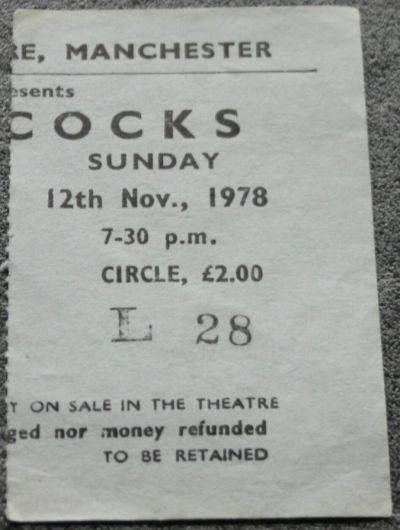 RE, MANCHESTER
esents
COCKS
SUNDAY
12th Nov., 1978
7-30 p.m.
CIRCLE, £2.00
L 28
Y ON SALE IN THE THEATRE
ged nor money refunded
TO BE RETAINED